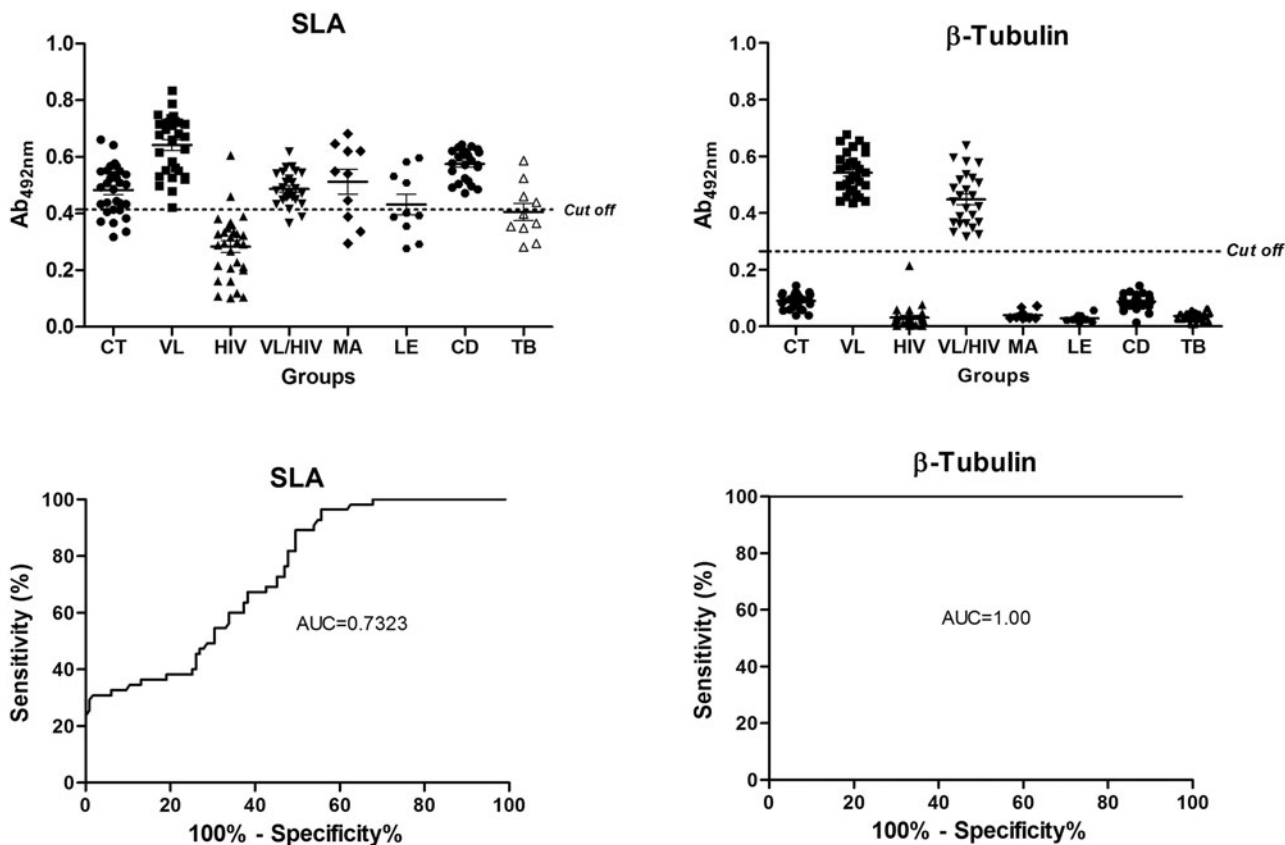 SLA
1.0
0.8
0.6
0.4
0.2
0.0
Ab492nm
Cut off
CT VL HIV VL/HIV MA LE CD TB
Groups
β-Tubulin
1.0
0.8
0.6
0.4
0.2
0.0
Ab492nm
Cut off
CT VL HIV VL/HIV MA LE CD TB
Groups
SLA
100
80
60
40
20
0
Sensitivity (%)
AUC=0.7323
0 20 40 60 80 100
100% - Specificity%
β-Tubulin
100
80
60
40
20
0
Sensitivity (%)
AUC=1.00
0 20 40 60 80 100
100% - Specificity%